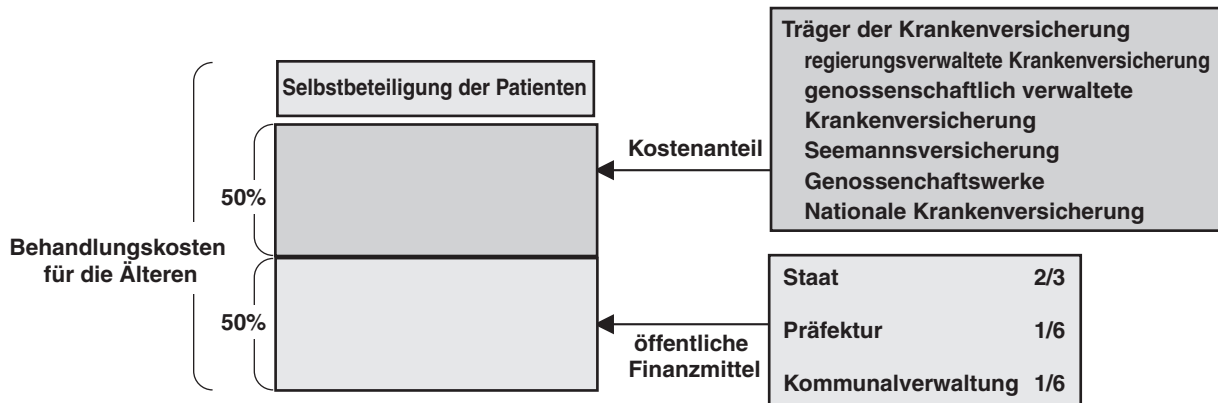 Behandlungskosten
für die Älteren
50%
50%
Selbstbeteiligung der Patienten
Kostenanteil
öffentliche
Finanzmittel
Träger der Krankenversicherung
regierungsverwaltete Krankenversicherung
genossenschaftlich verwaltete
Krankenversicherung
Seemannsversicherung
Genossenchaftswerke
Nationale Krankenversicherung
Staat 2/3
Präfektur 1/6
Kommunalverwaltung 1/6